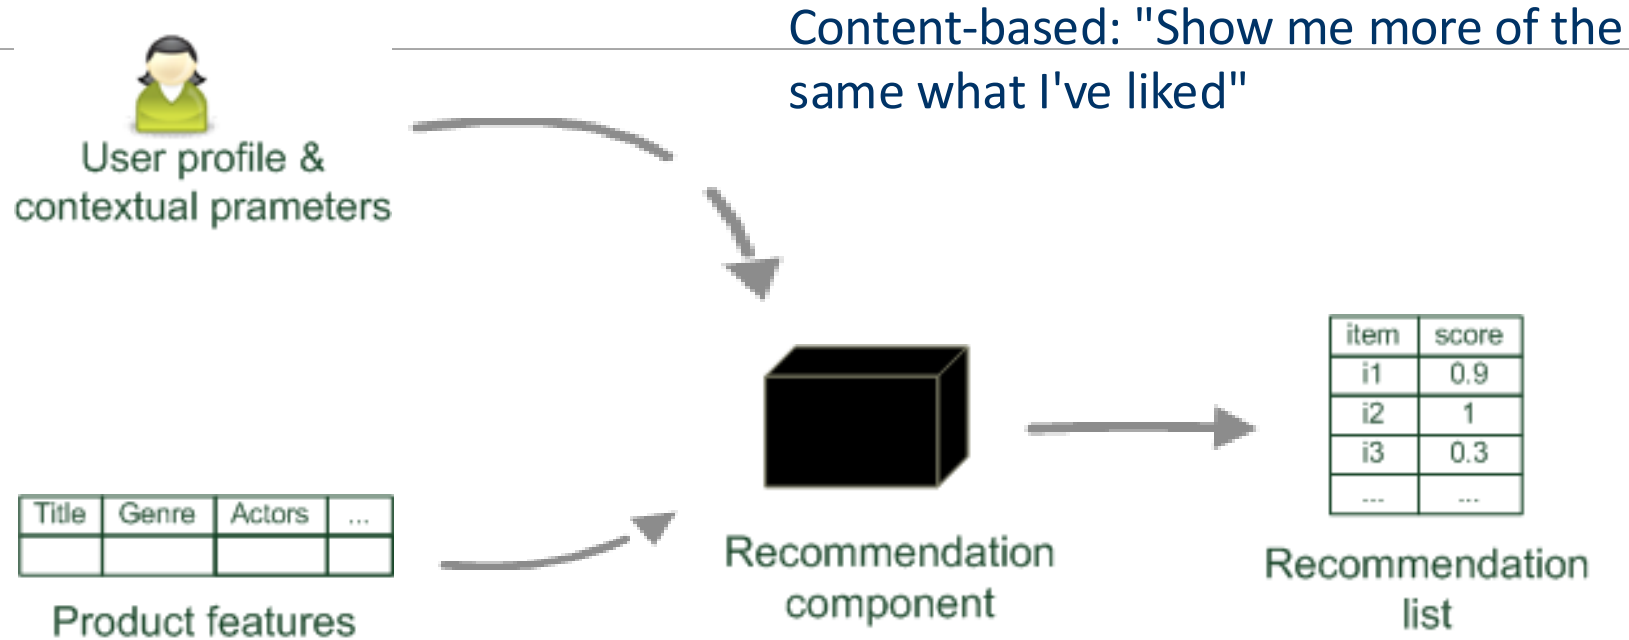 Content-based: "Show me more of the
same what I've liked"
User profile &
contextual prameters
item score
i1 0.9
i2 1
i3 0.3
... ...
Title Genre Actors ...
Product features
Recommendation
component
Recommendation
list